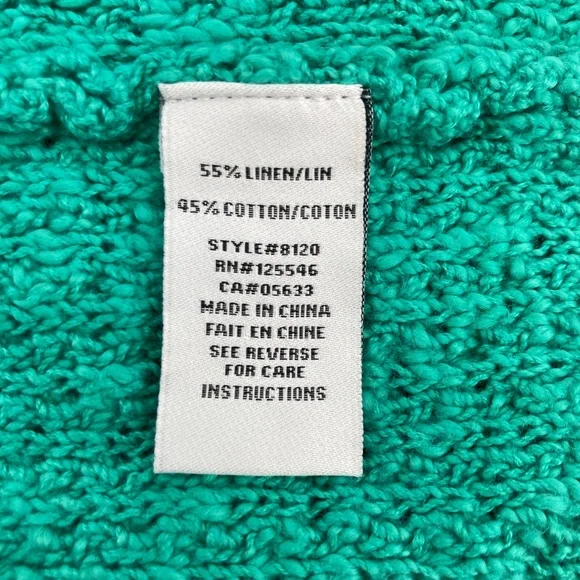 55% LINEN/LIN
45% COTTON/COTON
STYLE#8120
RN#125546
CA#05633
MADE IN CHINA
FAIT EN CHINE
SEE REVERSE
FOR CARE
INSTRUCTIONS